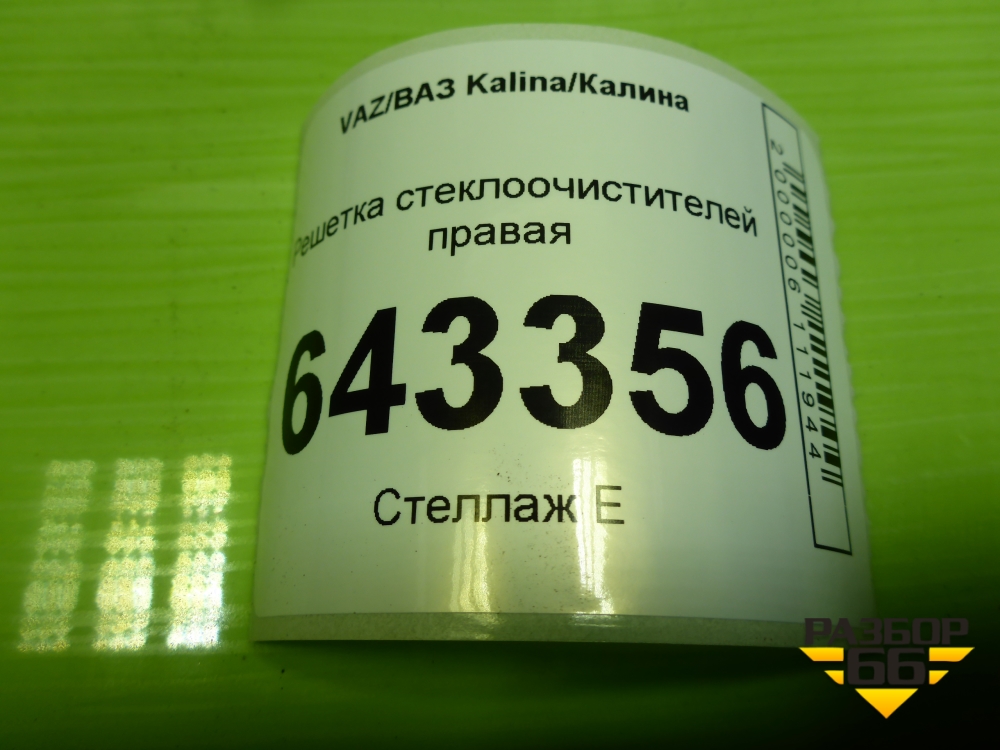 VAZ/ВАЗ Kalina/Калина
Решетка стеклоочистителей
правая
643356
Стеллаж E
2000006111944
РАЗБОР
66